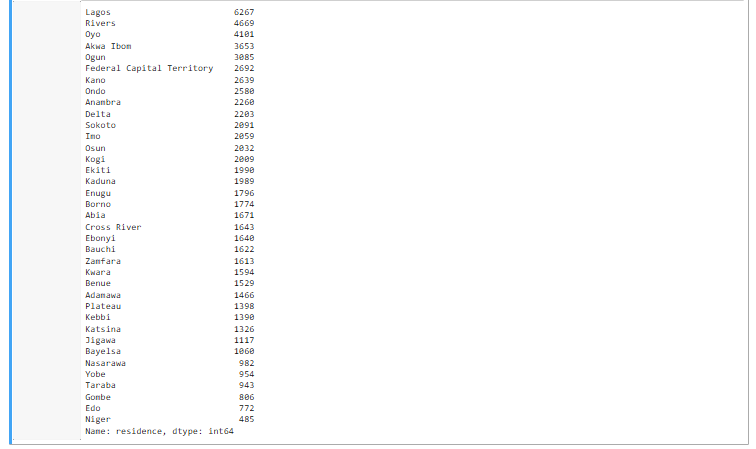 Lagos 6267
Rivers 4669
Oyo 4101
Akwa Ibom 3653
Ogun 3085
Federal Capital Territory 2692
Kano 2639
Ondo 2580
Anambra 2260
Delta 2203
Sokoto 2091
Imo 2059
Osun 2032
Kogi 2009
Ekiti 1990
Kaduna 1989
Enugu 1796
Borno 1774
Abia 1671
Cross River 1643
Ebonyi 1640
Bauchi 1622
Zamfara 1613
Kwara 1594
Benue 1529
Adamawa 1466
Plateau 1398
Kebbi 1390
Katsina 1326
Jigawa 1117
Bayelsa 1060
Nasarawa 982
Yobe 954
Taraba 943
Gombe 806
Edo 772
Niger 485
Name: residence, dtype: int64